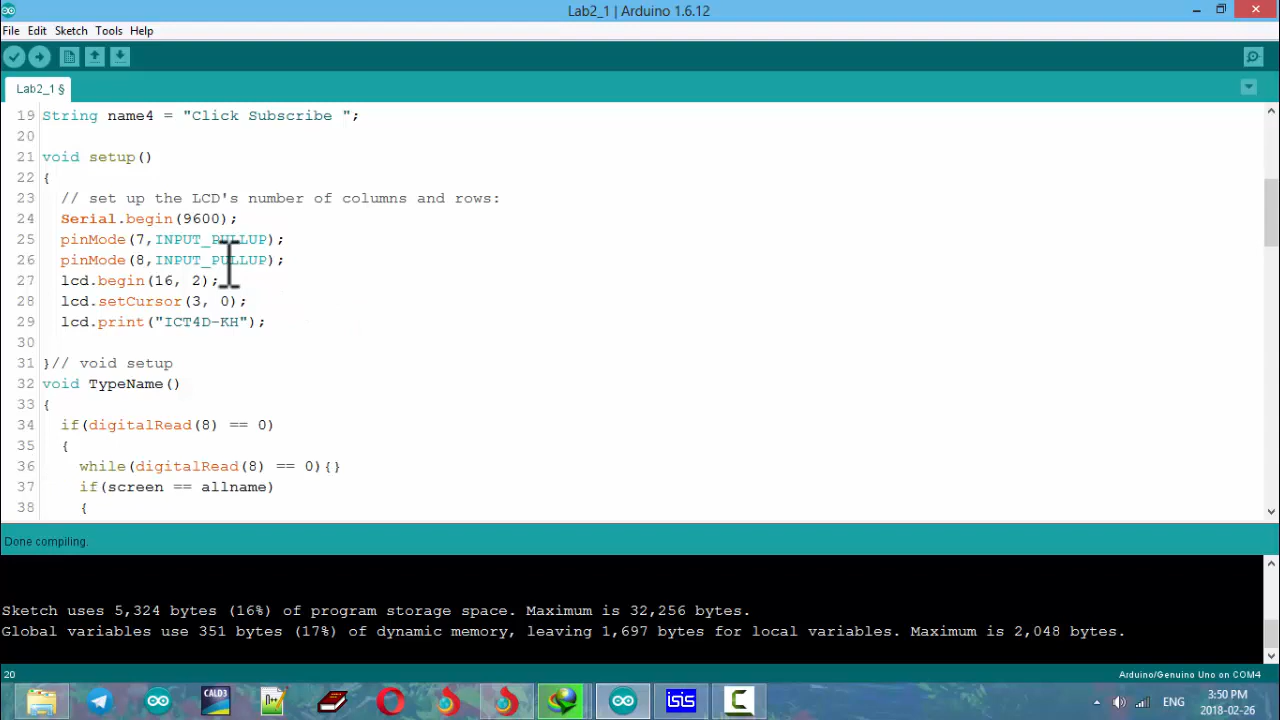 Lab2_1 | Arduino 1.6.12
File Edit Sketch Tools Help
Lab2_1 §
19 String name4 = "Click Subscribe ";
20
21 void setup()
22 {
23 // set up the LCD's number of columns and rows:
24 Serial.begin(9600);
25 pinMode(7,INPUT_PULLUP);
26 pinMode(8,INPUT_PULLUP);
27 lcd.begin(16, 2);
28 lcd.setCursor(3, 0);
29 lcd.print("ICT4D-KH");
30
31 }// void setup
32 void TypeName()
33 {
34 if(digitalRead(8) == 0)
35 {
36 while(digitalRead(8) == 0){}
37 if(screen == allname)
38 {
Done compiling.
Sketch uses 5,324 bytes (16%) of program storage space. Maximum is 32,256 bytes.
Global variables use 351 bytes (17%) of dynamic memory, leaving 1,697 bytes for local variables. Maximum is 2,048 bytes.
20 Arduino/Genuino Uno on COM4
CALD3
isis
ENG
3:50 PM
2018-02-26